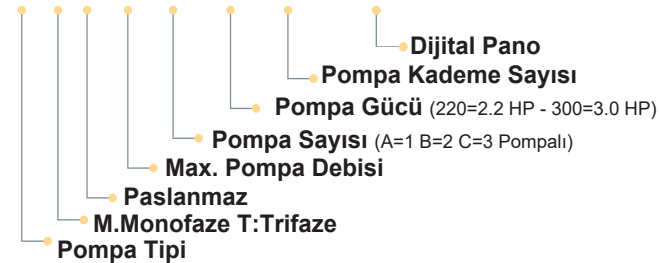 Dijital Pano
Pompa Kademe Sayısı
Pompa Gücü (220=2.2 HP - 300=3.0 HP)
Pompa Sayısı (A=1 B=2 C=3 Pompalı)
Max. Pompa Debisi
Paslanmaz
M.Monofaze T:Trifaze
Pompa Tipi